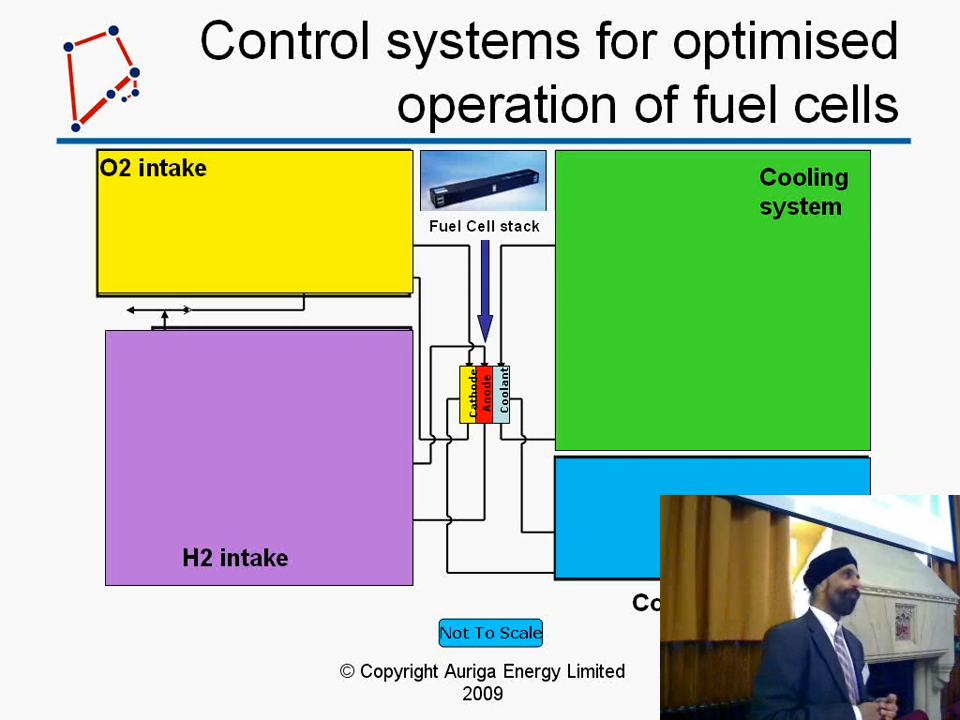 Control systems for optimised
operation of fuel cells
O2 intake
Fuel Cell stack
Cooling
system
Cathode
Anode
Coolant
H2 intake
Not To Scale
© Copyright Auriga Energy Limited
2009